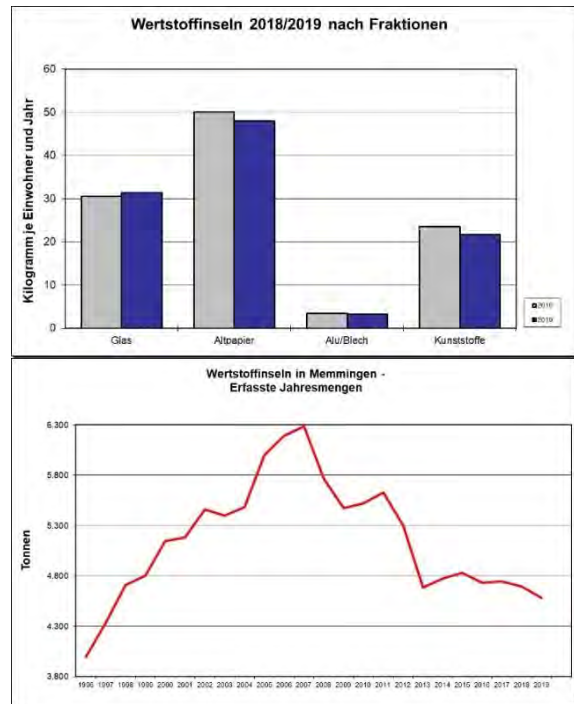 Wertstoffinseln 2018/2019 nach Fraktionen
Kilogramm je Einwohner und Jahr
60
50
40
30
20
10
0
Glas Altpapier Alu/Blech Kunststoffe
2019
Wertstoffinseln in Memmingen -
Erfasste Jahresmengen
Tonnen
6.300
5.800
5.300
4.800
4.300
3.800
1996 1997 1998 1999 2000 2001 2002 2003 2004 2005 2006 2007 2008 2009 2010 2011 2012 2013 2014 2015 2016 2017 2018 2019